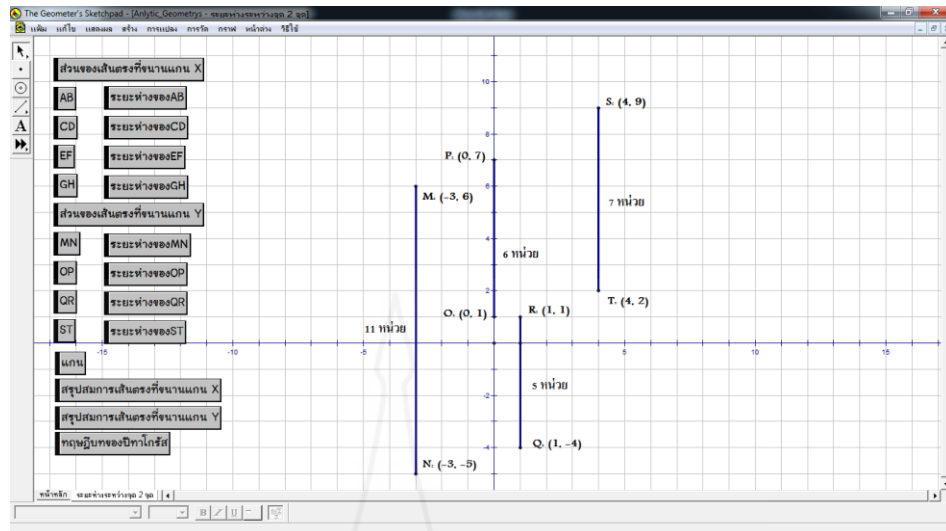 The Geometer's Sketchpad - [Anlytic_Geometrys - ระยะห่างระหว่างจุด 2 จุด]
แฟ้ม แก้ไข แสดงผล สร้าง การแปลง การวัด กราฟ หน้าต่าง วิธีใช้
ส่วนของเส้นตรงที่ขนานแกน X
AB ระยะห่างของAB
CD ระยะห่างของCD
EF ระยะห่างของEF
GH ระยะห่างของGH
ส่วนของเส้นตรงที่ขนานแกน Y
MN ระยะห่างของMN
OP ระยะห่างของOP
QR ระยะห่างของQR
ST ระยะห่างของST
แกน
สรุปสมการเส้นตรงที่ขนานแกน X
สรุปสมการเส้นตรงที่ขนานแกน Y
ทฤษฎีบทของปีทาโกรัส
A
10
8
6
4
2
-2
-4
-15 -10 -5 5 10 15
S: (4, 9)
P: (0, 7)
M: (-3, 6)
7 หน่วย
6 หน่วย
T: (4, 2)
O: (0, 1)
R: (1, 1)
11 หน่วย
5 หน่วย
Q: (1, -4)
N: (-3, -5)
หน้าหลัก ระยะห่างระหว่างจุด 2 จุด
B I U